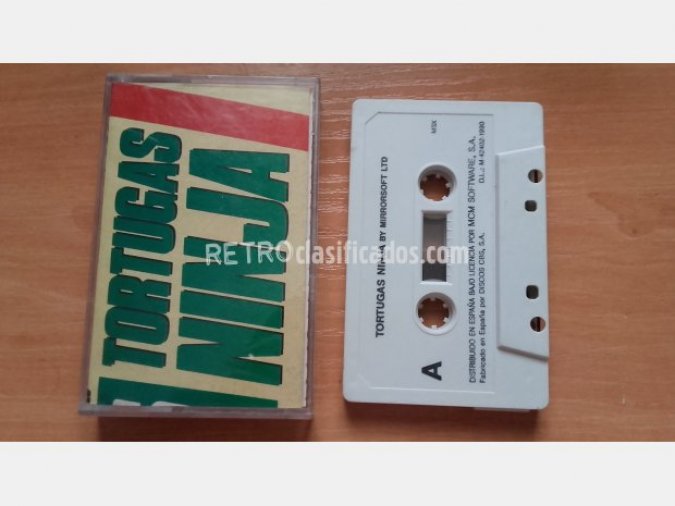 TORTUGAS
NINJA
RETROclasificados.com
TORTUGAS NINJA BY MIRRORSOFT LTD
MSX
A
DISTRIBUIDO EN ESPAÑA BAJO LICENCIA POR MCM SOFTWARE, S.A.
Fabricado en España por DISCOS CBS, S.A.
D.L.: M 42402-1990